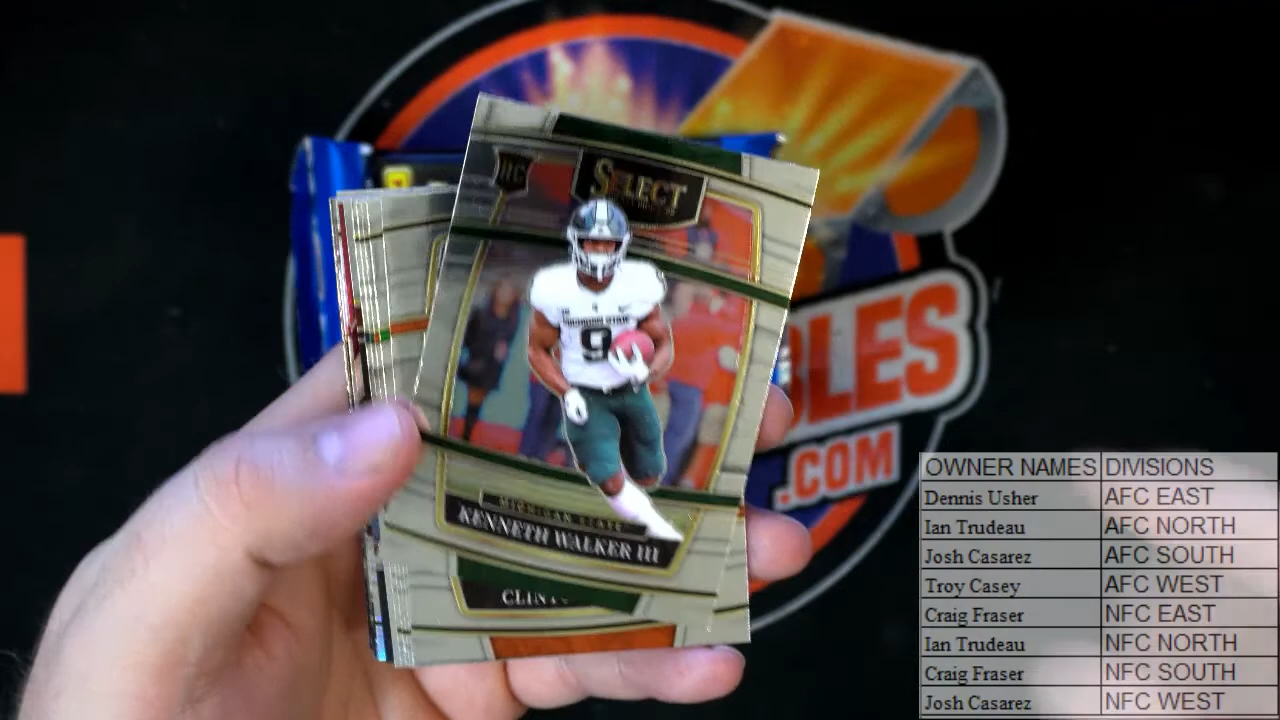 RC
SELECT
MICHIGAN STATE
9
MICHIGAN STATE
KENNETH WALKER III
BLES
.COM
OWNER NAMES DIVISIONS
Dennis Usher AFC EAST
Ian Trudeau AFC NORTH
Josh Casarez AFC SOUTH
Troy Casey AFC WEST
Craig Fraser NFC EAST
Ian Trudeau NFC NORTH
Craig Fraser NFC SOUTH
Josh Casarez NFC WEST